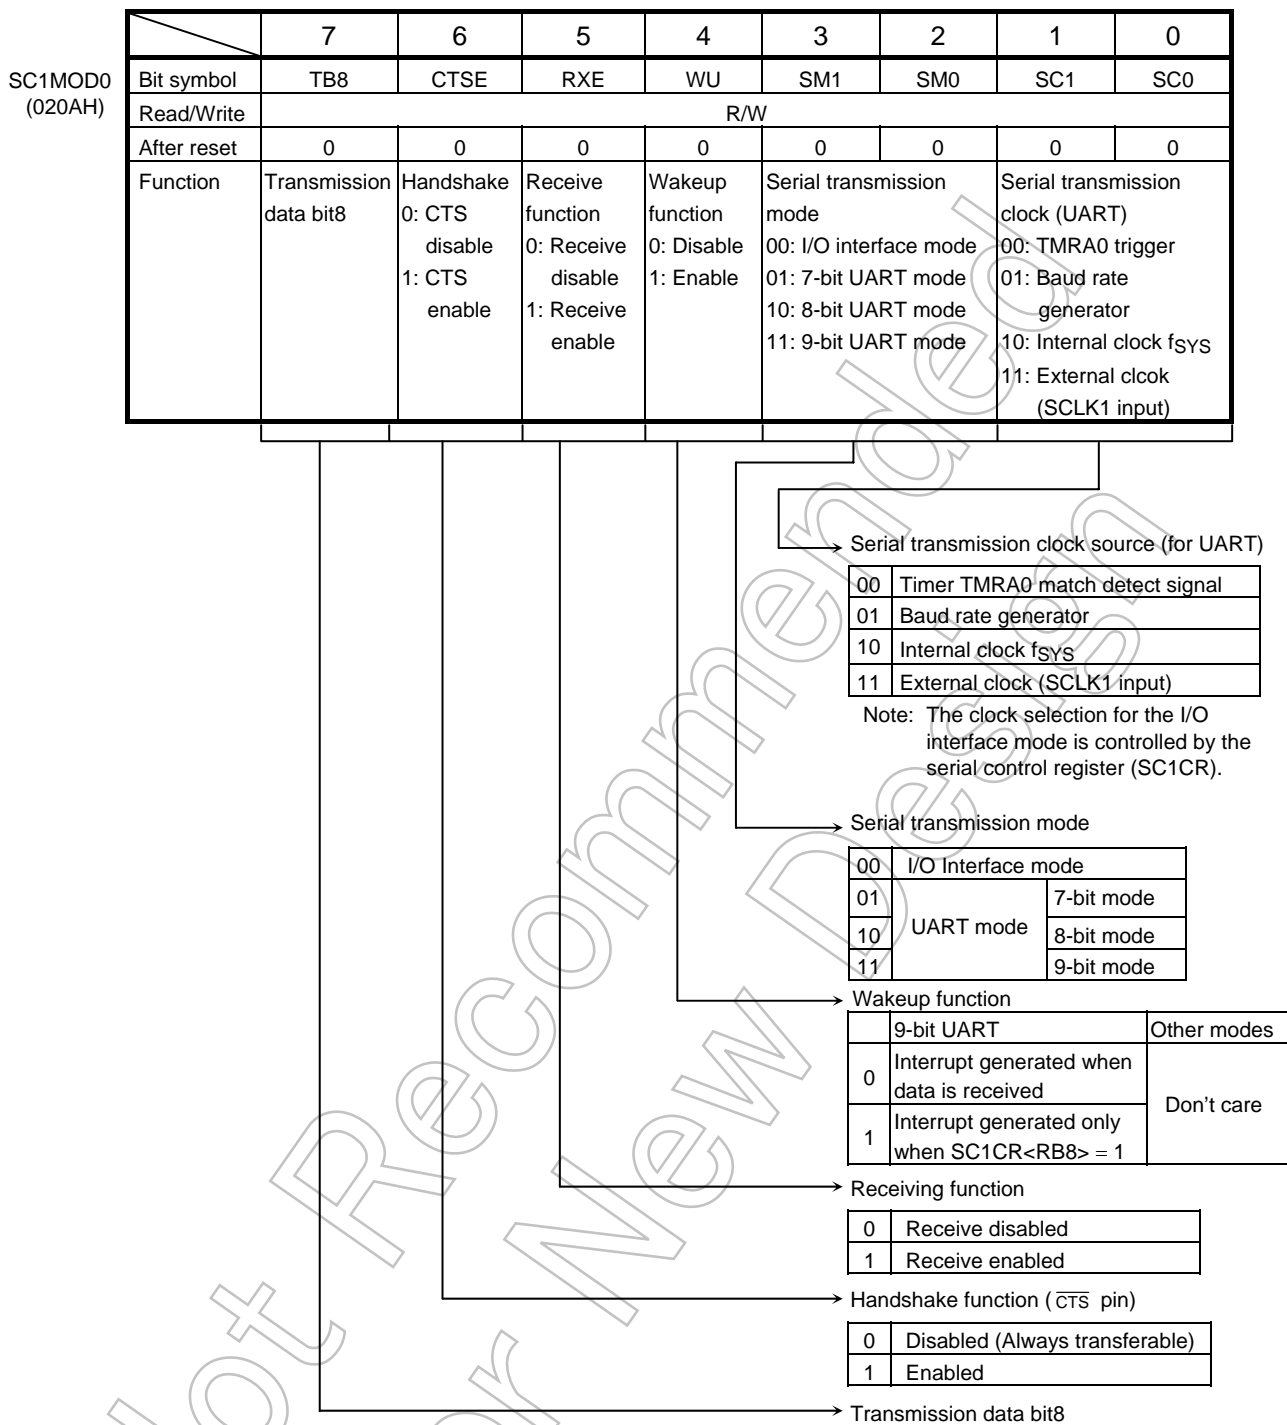 7 6 5 4 3 2 1 0
SC1MOD0 (020AH)
Bit symbol TB8 CTSE RXE WU SM1 SM0 SC1 SC0
Read/Write R/W
After reset 0 0 0 0 0 0 0 0
Function
Transmission
data bit8
Handshake
0: CTS
disable
1: CTS
enable
Receive
function
0: Receive
disable
1: Receive
enable
Wakeup
function
0: Disable
1: Enable
Serial transmission
mode
00: I/O interface mode
01: 7-bit UART mode
10: 8-bit UART mode
11: 9-bit UART mode
Serial transmission
clock (UART)
00: TMRA0 trigger
01: Baud rate
generator
10: Internal clock fSYS
11: External clcok
(SCLK1 input)
Serial transmission clock source (for UART)
00 Timer TMRA0 match detect signal
01 Baud rate generator
10 Internal clock fSYS
11 External clock (SCLK1 input)
Note: The clock selection for the I/O
interface mode is controlled by the
serial control register (SC1CR).
Serial transmission mode
00 I/O Interface mode
01 UART mode 7-bit mode
10 8-bit mode
11 9-bit mode
Wakeup function
9-bit UART Other modes
0 Interrupt generated when
data is received
Don't care
1 Interrupt generated only
when SC1CR<RB8> = 1
Receiving function
0 Receive disabled
1 Receive enabled
Handshake function ( CTS pin)
0 Disabled (Always transferable)
1 Enabled
Transmission data bit8
Not Recommended
for New Design